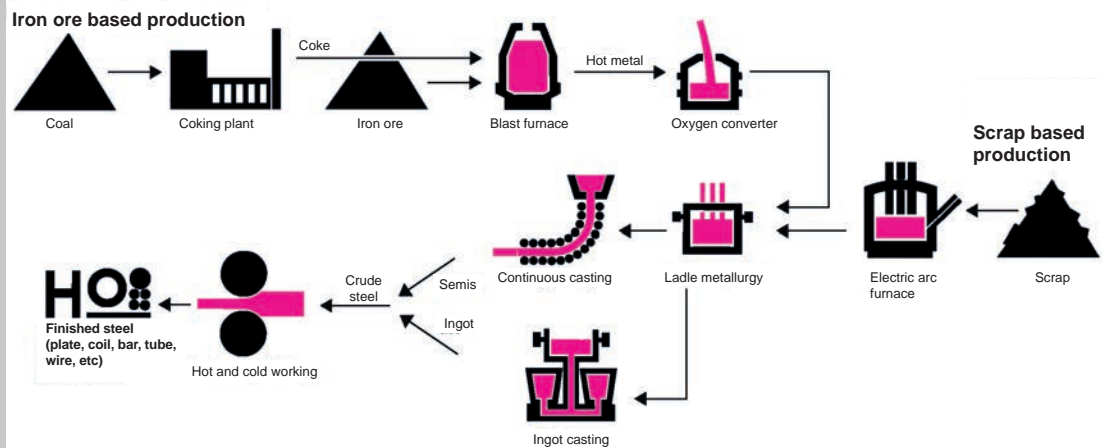 Iron ore based production
Coke
Hot metal
Coal
Coking plant
Iron ore
Blast furnace
Oxygen converter
Scrap based
production
Continuous casting
Ladle metallurgy
Electric arc
furnace
Scrap
Semis
Crude
steel
Ingot
Finished steel
(plate, coil, bar, tube,
wire, etc)
Hot and cold working
Ingot casting